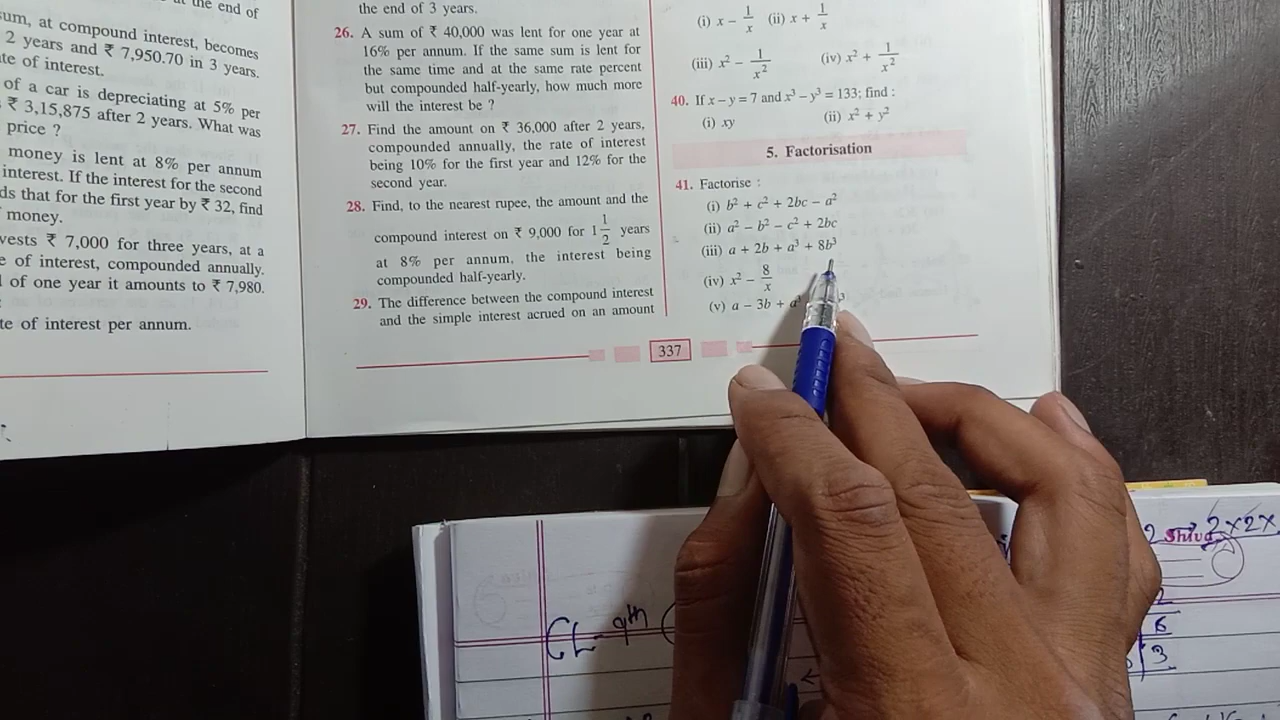 at the end of
sum, at compound interest, becomes
2 years and ₹ 7,950.70 in 3 years.
te of interest.
of a car is depreciating at 5% per
₹ 3,15,875 after 2 years. What was
price ?
money is lent at 8% per annum
interest. If the interest for the second
ds that for the first year by ₹ 32, find
money.
vests ₹ 7,000 for three years, at a
e of interest, compounded annually.
l of one year it amounts to ₹ 7,980.
:
te of interest per annum.
the end of 3 years.
26. A sum of ₹ 40,000 was lent for one year at
16% per annum. If the same sum is lent for
the same time and at the same rate percent
but compounded half-yearly, how much more
will the interest be ?
27. Find the amount on ₹ 36,000 after 2 years,
compounded annually, the rate of interest
being 10% for the first year and 12% for the
second year.
28. Find, to the nearest rupee, the amount and the
compound interest on ₹ 9,000 for 1 1/2 years
at 8% per annum, the interest being
compounded half-yearly.
29. The difference between the compound interest
and the simple interest acrued on an amount
(i) x - 1/x (ii) x + 1/x
(iii) x² - 1/x² (iv) x² + 1/x²
40. If x - y = 7 and x³ - y³ = 133; find :
(i) xy (ii) x² + y²
5. Factorisation
41. Factorise :
(i) b² + c² + 2bc - a²
(ii) a² - b² - c² + 2bc
(iii) a + 2b + a³ + 8b³
(iv) x² - 8/x
(v) a - 3b + a³
337
CL - 9th
Shiva
2 x 2 x
6
3